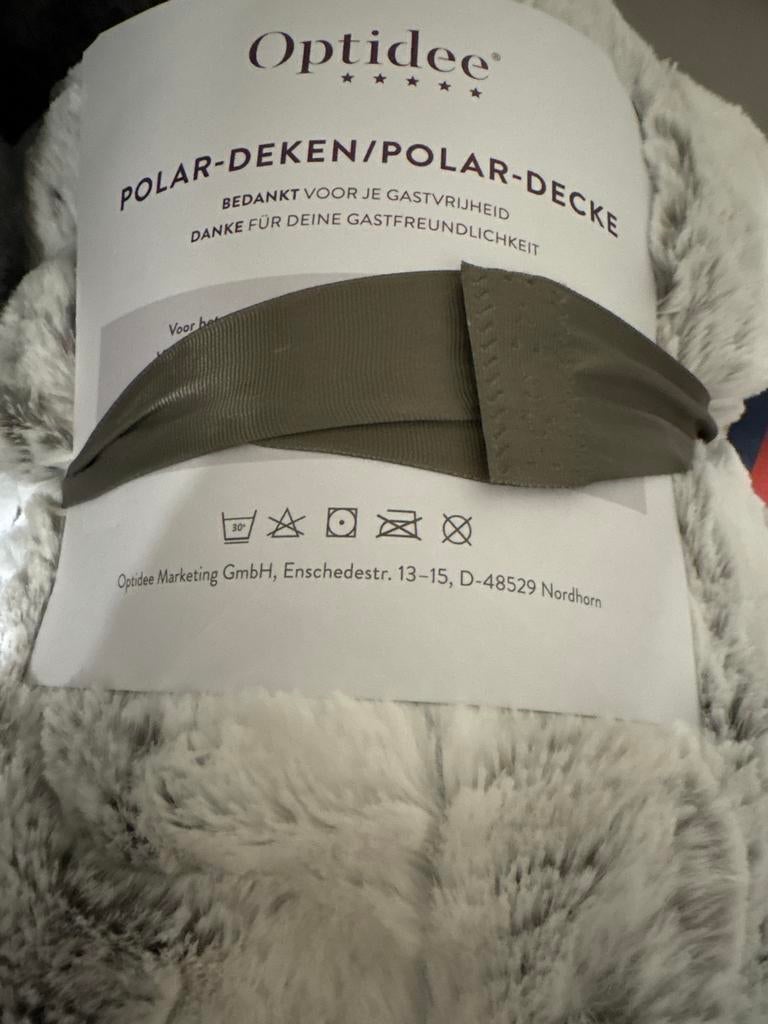 Optidee®
POLAR-DEKEN/POLAR-DECKE
BEDANKT VOOR JE GASTVRIJHEID
DANKE FÜR DEINE GASTFREUNDLICHKEIT
Voor
30°
Optidee Marketing GmbH, Enschedestr. 13–15, D-48529 Nordhorn